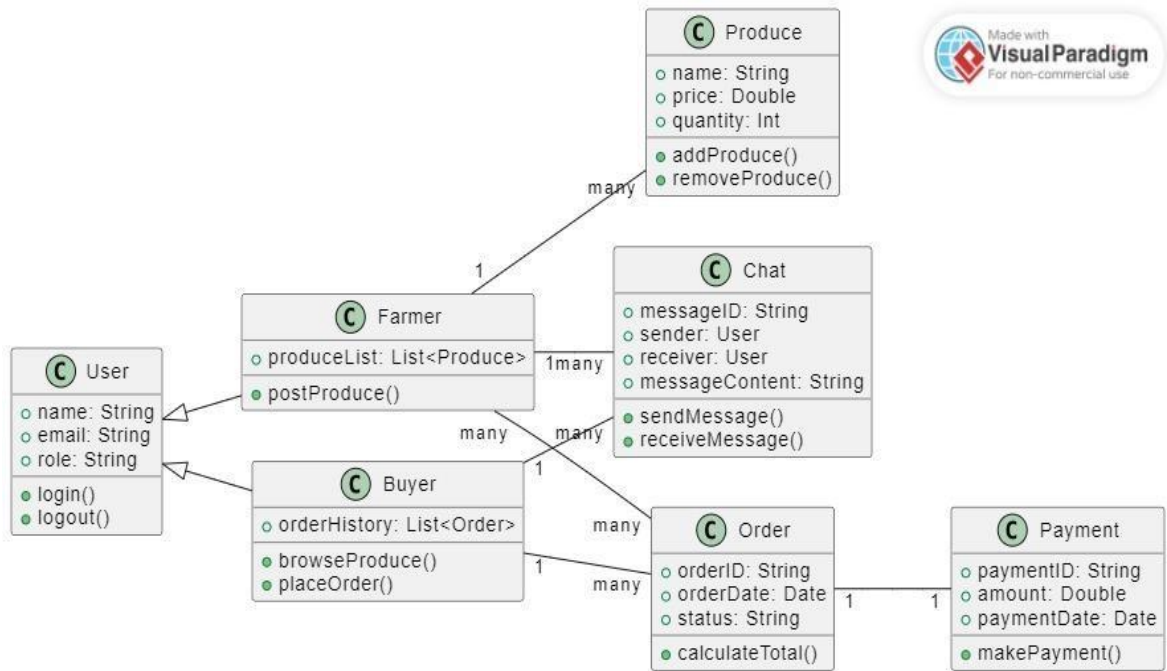 C Produce
name: String
price: Double
quantity: Int
addProduce()
removeProduce()
Made with
Visual Paradigm
For non-commercial use
many
1
C Chat
messageID: String
sender: User
receiver: User
messageContent: String
sendMessage()
receiveMessage()
C Farmer
produceList: List<Produce>
postProduce()
1many
C User
name: String
email: String
role: String
login()
logout()
many
many
1
C Buyer
orderHistory: List<Order>
browseProduce()
placeOrder()
many
1
many
C Order
orderID: String
orderDate: Date
status: String
calculateTotal()
1
1
C Payment
paymentID: String
amount: Double
paymentDate: Date
makePayment()